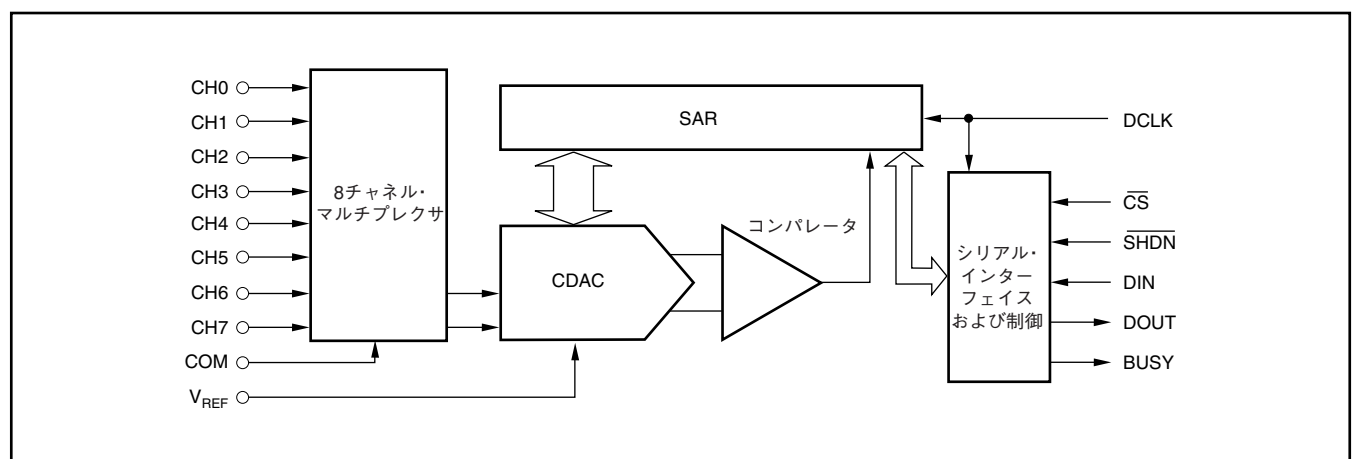 CH0
CH1
CH2
CH3
CH4
CH5
CH6
CH7
COM
VREF
8チャネル・
マルチプレクサ
SAR
CDAC
コンパレータ
シリアル・
インター
フェイス
および制御
DCLK
CS
SHDN
DIN
DOUT
BUSY